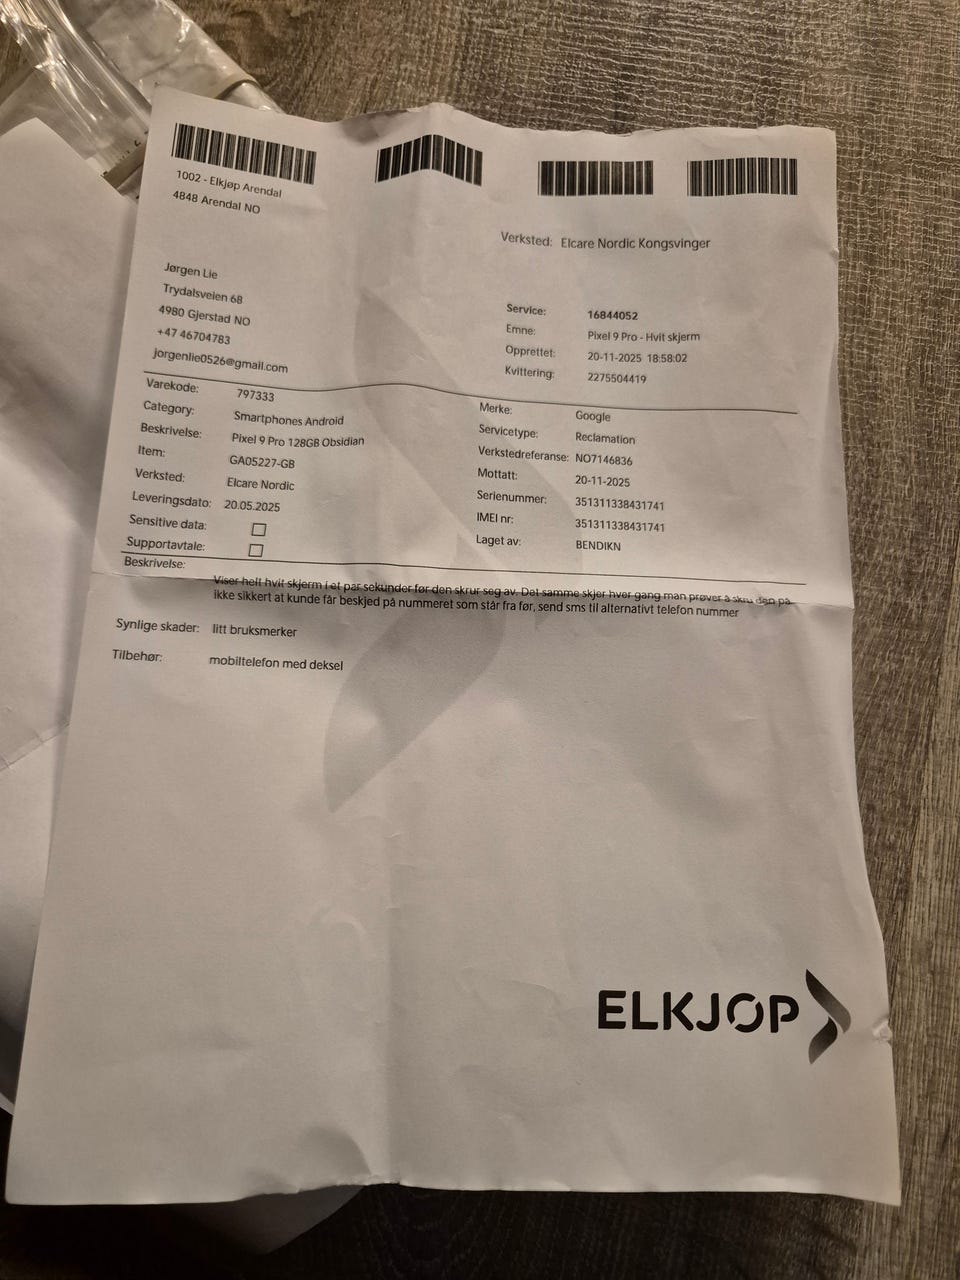 1002 - Elkjøp Arendal
4848 Arendal NO
Verksted: Elcare Nordic Kongsvinger
Jørgen Lie
Trydalsveien 68
4980 Gjerstad NO
+47 46704783
jorgenlie0526@gmail.com
Service: 16844052
Emne: Pixel 9 Pro - Hvit skjerm
Opprettet: 20-11-2025 18:58:02
Kvittering: 2275504419
Varekode: 797333
Category: Smartphones Android
Beskrivelse: Pixel 9 Pro 128GB Obsidian
Item: GA05227-GB
Verksted: Elcare Nordic
Leveringsdato: 20.05.2025
Sensitive data:
Supportavtale:
Merke: Google
Servicetype: Reclamation
Verkstedreferanse: NO7146836
Mottatt: 20-11-2025
Serienummer: 351311338431741
IMEI nr: 351311338431741
Laget av: BENDIKN
Beskrivelse:
Viser helt hvit skjerm i et par sekunder før den skrur seg av. Det samme skjer hver gang man prøver å skru den på
ikke sikkert at kunde får beskjed på nummeret som står fra før, send sms til alternativt telefon nummer
Synlige skader: litt bruksmerker
Tilbehør: mobiltelefon med deksel
ELKJØP